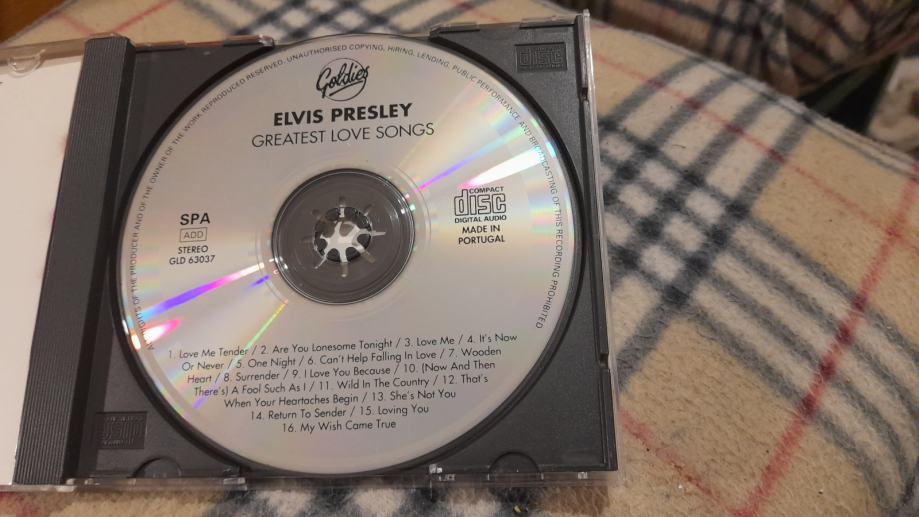 ALL RIGHTS OF THE PRODUCER AND OF THE OWNER OF THE WORK REPRODUCED RESERVED. UNAUTHORISED COPYING, HIRING, LENDING, PUBLIC PERFORMANCE AND BROADCASTING OF THIS RECORDING PROHIBITED
Goldies
ELVIS PRESLEY
GREATEST LOVE SONGS
SPA
ADD
STEREO
GLD 63037
COMPACT
disc
DIGITAL AUDIO
MADE IN
PORTUGAL
1. Love Me Tender / 2. Are You Lonesome Tonight / 3. Love Me / 4. It's Now
Or Never / 5. One Night / 6. Can't Help Falling In Love / 7. Wooden
Heart / 8. Surrender / 9. I Love You Because / 10. (Now And Then
There's) A Fool Such As I / 11. Wild In The Country / 12. That's
When Your Heartaches Begin / 13. She's Not You
14. Return To Sender / 15. Loving You
16. My Wish Came True
disc